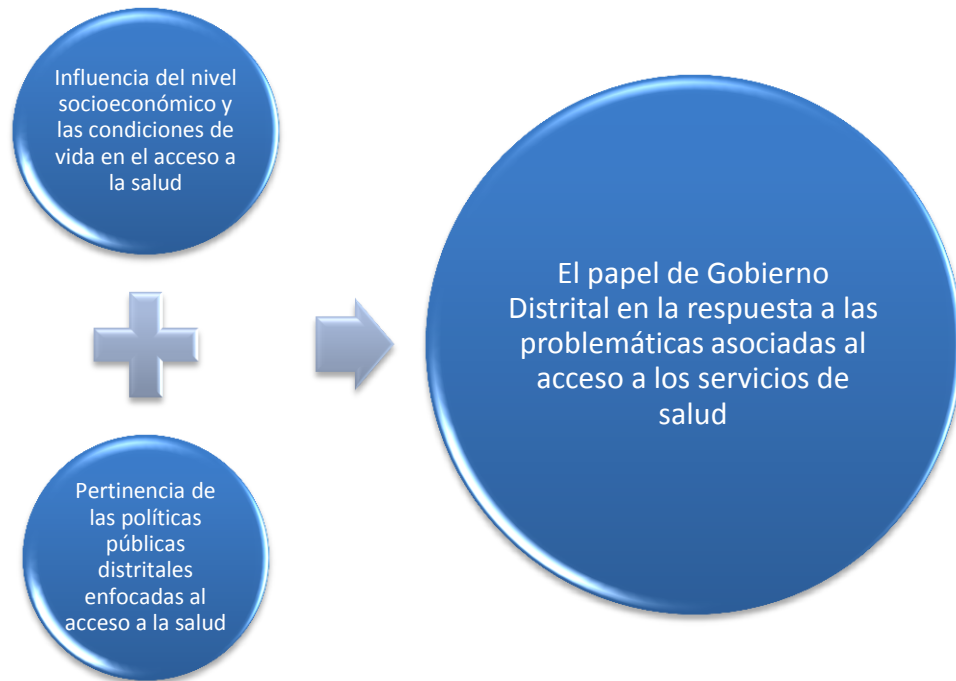 Influencia del nivel
socioeconómico y
las condiciones de
vida en el acceso a
la salud
Pertinencia de
las políticas
públicas
distritales
enfocadas al
acceso a la salud
El papel de Gobierno
Distrital en la respuesta a las
problemáticas asociadas al
acceso a los servicios de
salud